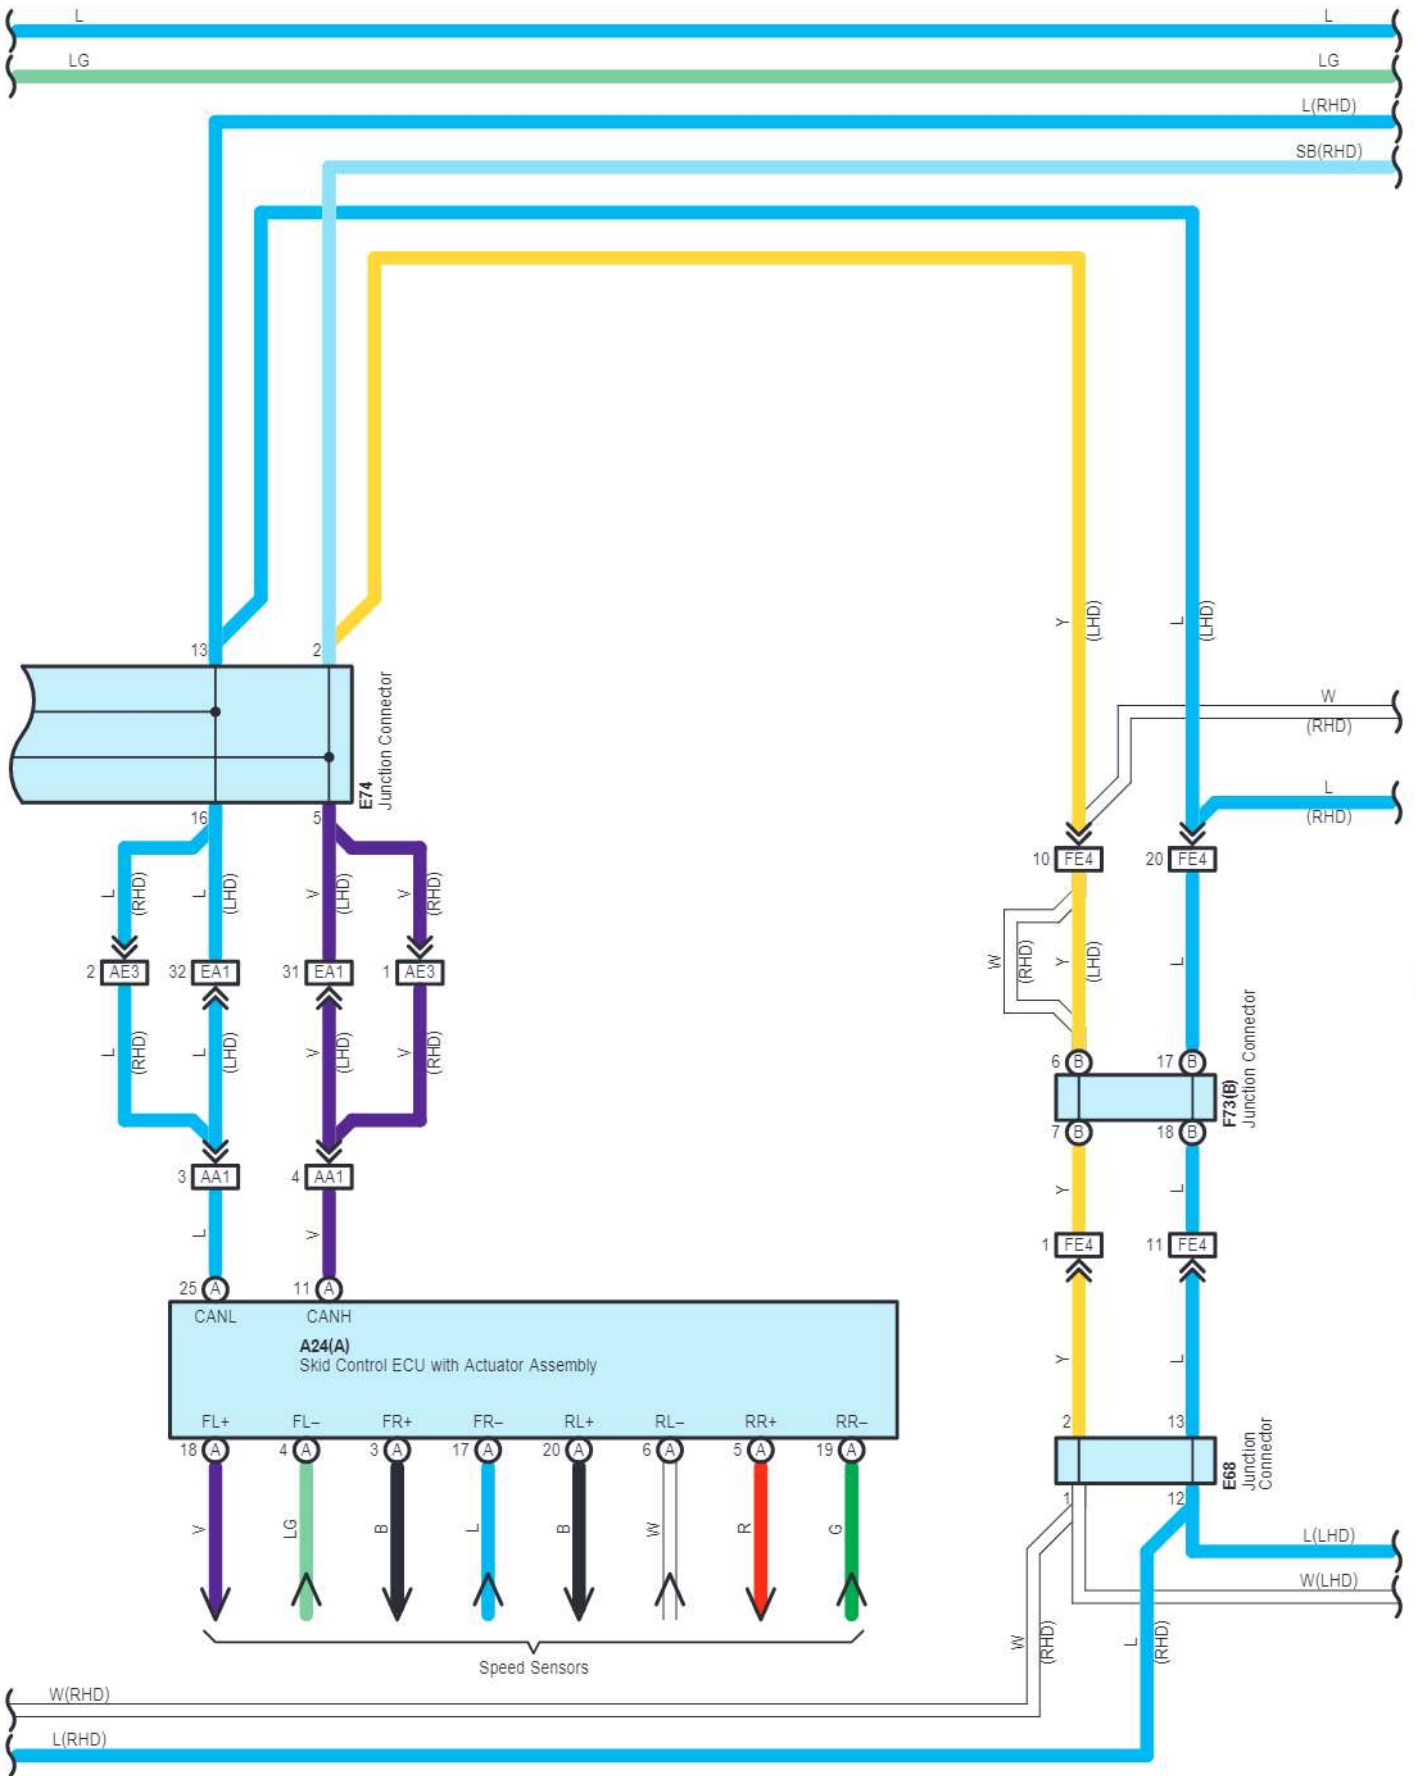 L L
LG LG
L(RHD)
SB(RHD)
Y (LHD) L (LHD)
13 2
W
(RHD)
E74
Junction Connector
L
(RHD)
16 5
10 FE4 20 FE4
L (RHD) L (LHD) V (LHD) V (RHD)
W (RHD) Y (LHD) L
2 AE3 32 EA1 31 EA1 1 AE3
L (RHD) L (LHD) V (LHD) V (RHD)
6 B 17 B
F73(B)
Junction Connector
7 B 18 B
3 AA1 4 AA1
Y L
L V
1 FE4 11 FE4
25 A 11 A
CANL CANH
A24(A)
Skid Control ECU with Actuator Assembly
Y L
FL+ FL– FR+ FR– RL+ RL– RR+ RR–
2 13
18 A 4 A 3 A 17 A 20 A 6 A 5 A 19 A
E68
Junction
Connector
1 12
V LG B L B W R G
L(LHD)
W(LHD)
W (RHD) L (RHD)
Speed Sensors
W(RHD)
L(RHD)